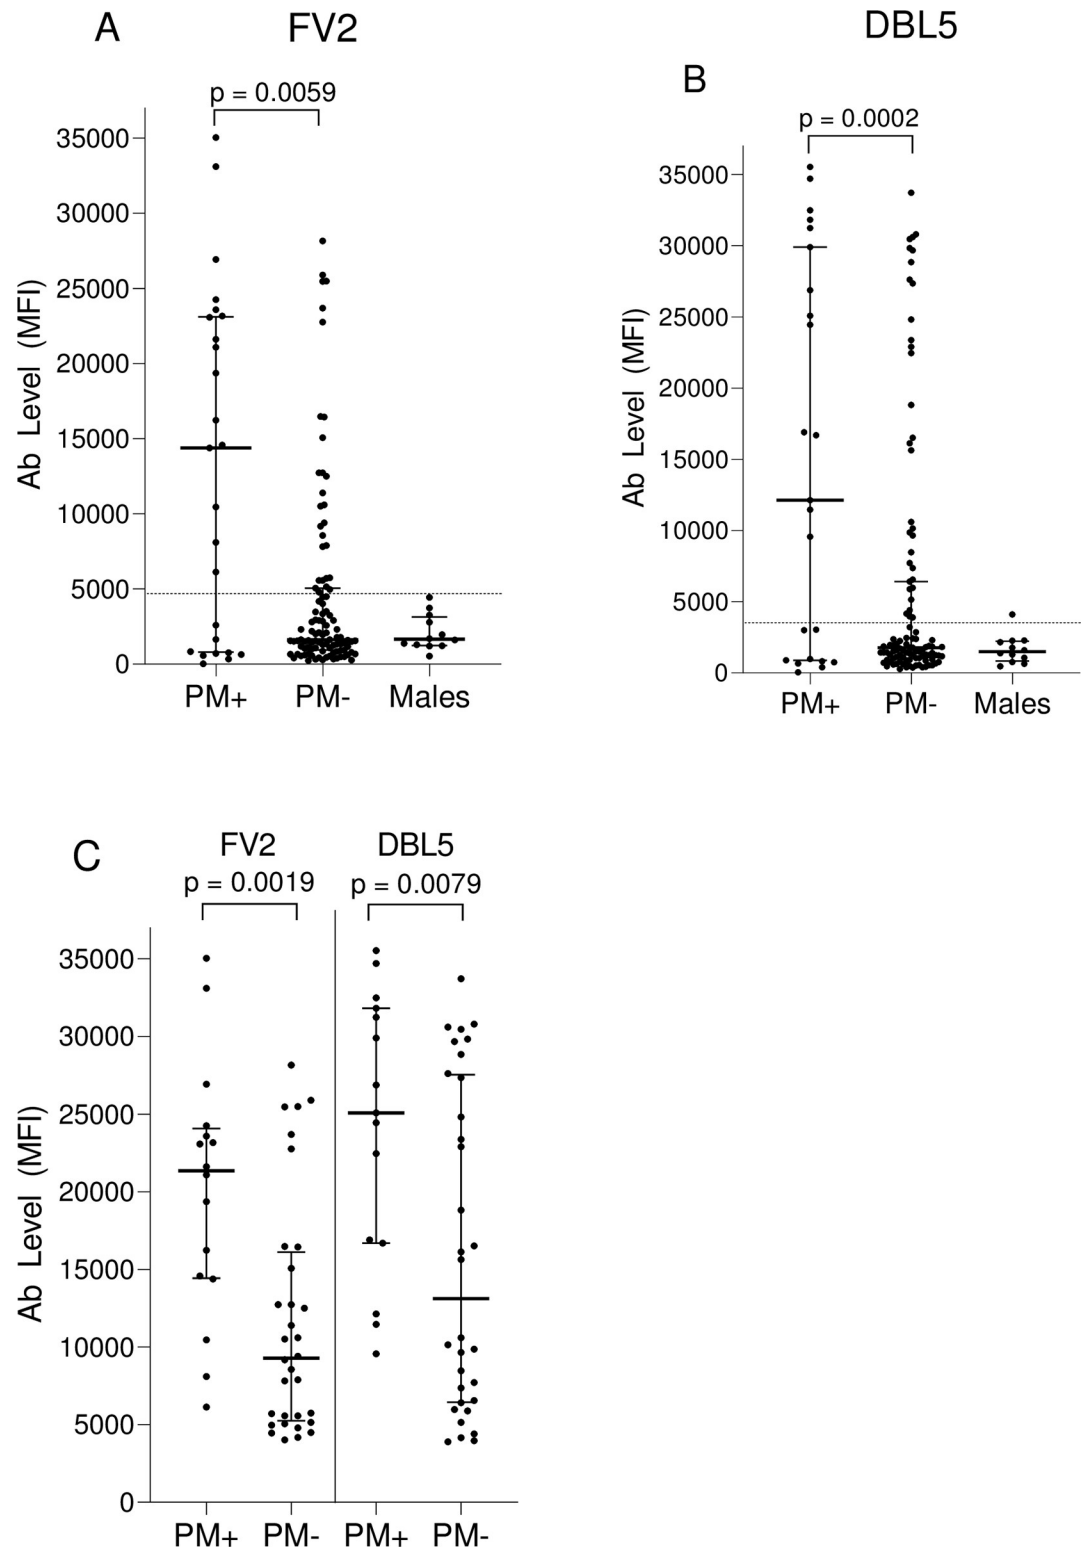 A
FV2
p = 0.0059
Ab Level (MFI)
35000
30000
25000
20000
15000
10000
5000
0
PM+ PM- Males
DBL5
B
p = 0.0002
Ab Level (MFI)
35000
30000
25000
20000
15000
10000
5000
0
PM+ PM- Males
C
FV2 DBL5
p = 0.0019 p = 0.0079
Ab Level (MFI)
35000
30000
25000
20000
15000
10000
5000
0
PM+ PM- PM+ PM-